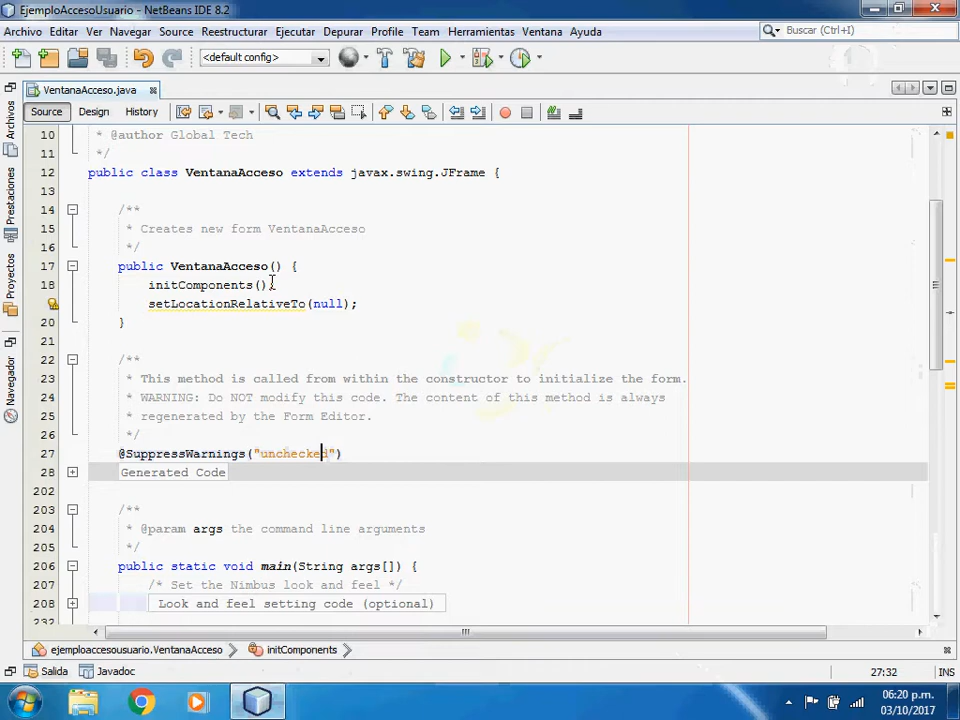 EjemploAccesoUsuario - NetBeans IDE 8.2
Archivo Editar Ver Navegar Source Reestructurar Ejecutar Depurar Profile Team Herramientas Ventana Ayuda
Buscar (Ctrl+I)
<default config>
VentanaAcceso.java
Source Design History
Archivos
Prestaciones
Proyectos
Navegador
10 * @author Global Tech
11 */
12 public class VentanaAcceso extends javax.swing.JFrame {
13
14 /**
15 * Creates new form VentanaAcceso
16 */
17 public VentanaAcceso() {
18 initComponents();
setLocationRelativeTo(null);
20 }
21
22 /**
23 * This method is called from within the constructor to initialize the form.
24 * WARNING: Do NOT modify this code. The content of this method is always
25 * regenerated by the Form Editor.
26 */
27 @SuppressWarnings("unchecked")
28 Generated Code
202
203 /**
204 * @param args the command line arguments
205 */
206 public static void main(String args[]) {
207 /* Set the Nimbus look and feel */
208 Look and feel setting code (optional)
232
ejemploaccesousuario.VentanaAcceso initComponents
Salida Javadoc
27:32 INS
06:20 p.m.
03/10/2017